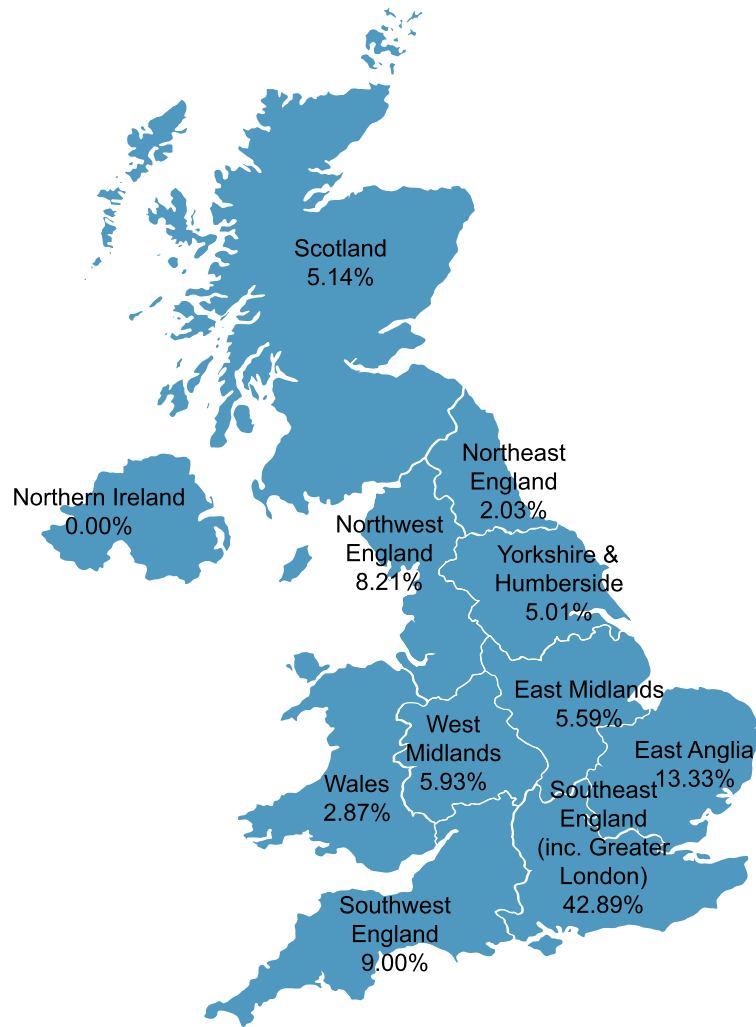 Scotland
5.14%
Northeast
England
2.03%
Northern Ireland
0.00%
Northwest
England
8.21%
Yorkshire &
Humberside
5.01%
East Midlands
5.59%
West
Midlands
5.93%
East Anglia
13.33%
Wales
2.87%
Southeast
England
(inc. Greater
London)
42.89%
Southwest
England
9.00%